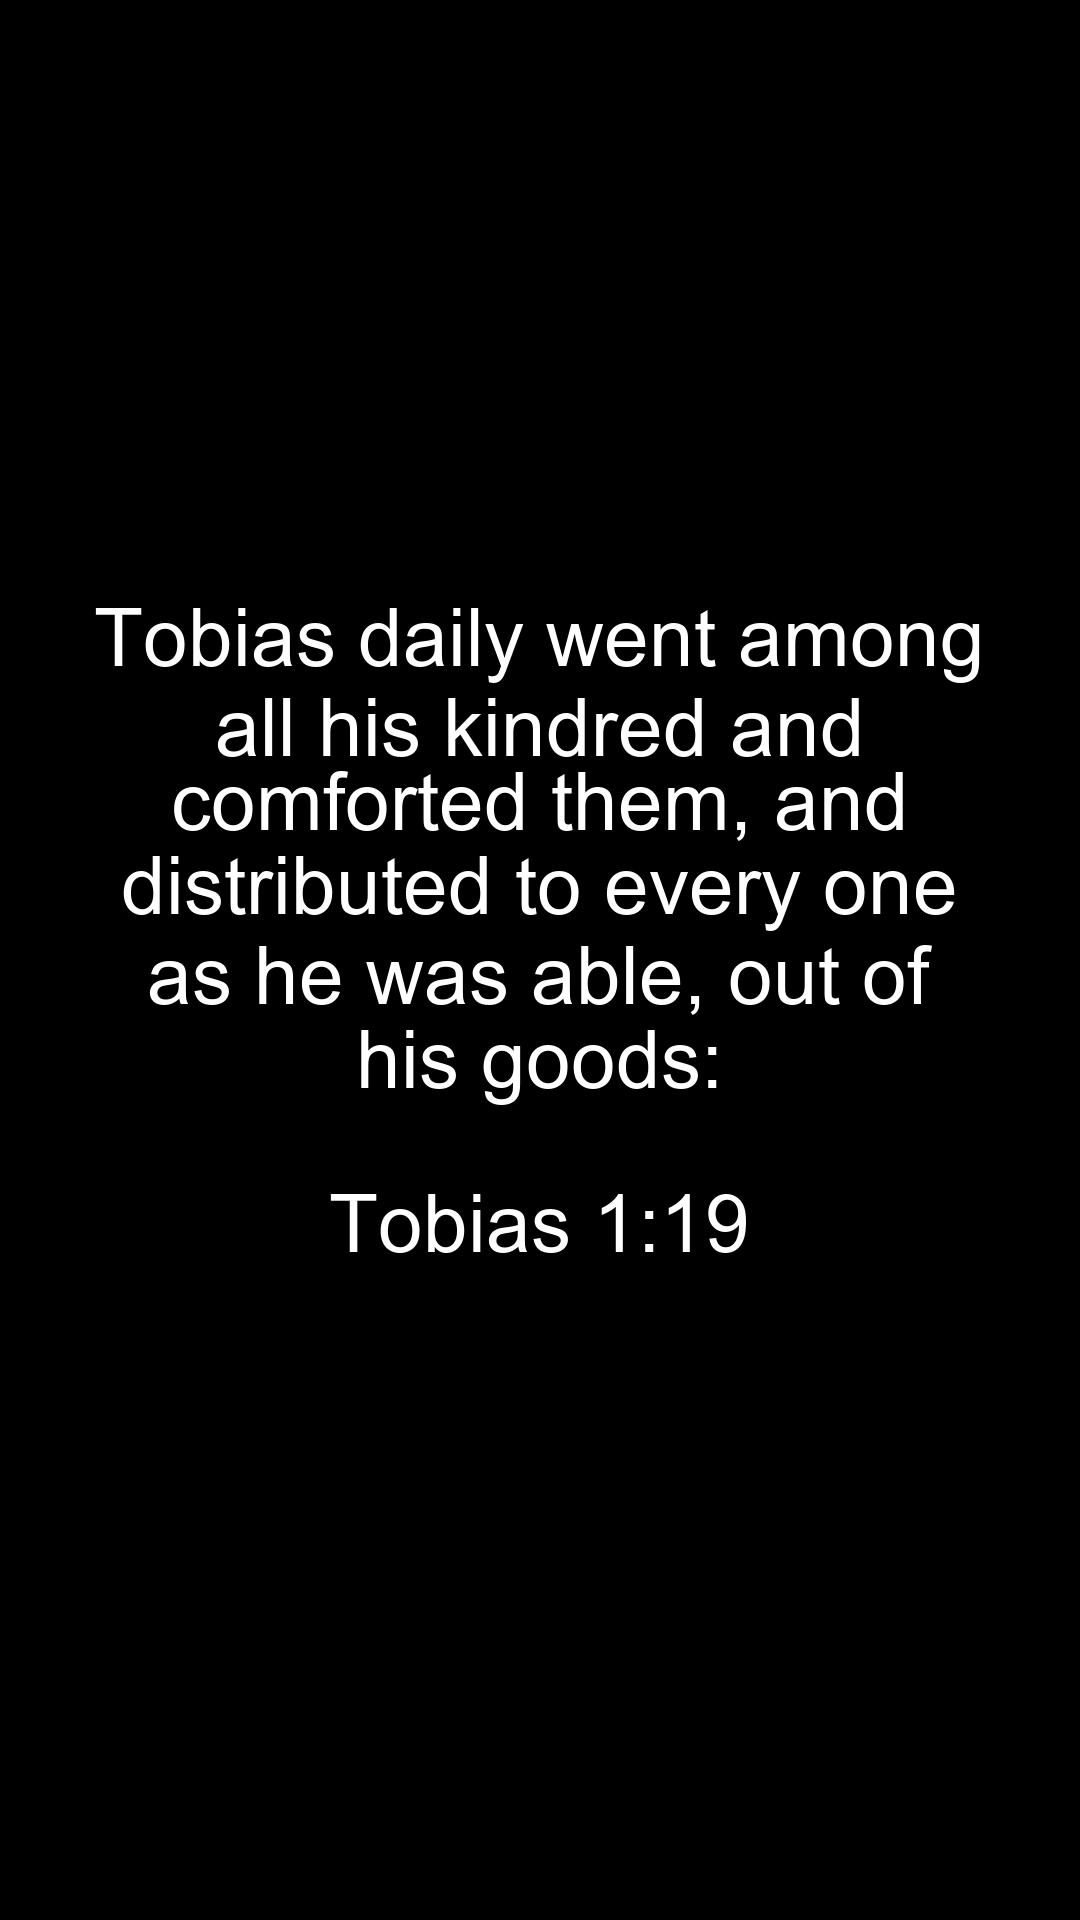 Tobias daily went among
all his kindred and
comforted them, and
distributed to every one
as he was able, out of
his goods:
Tobias 1:19